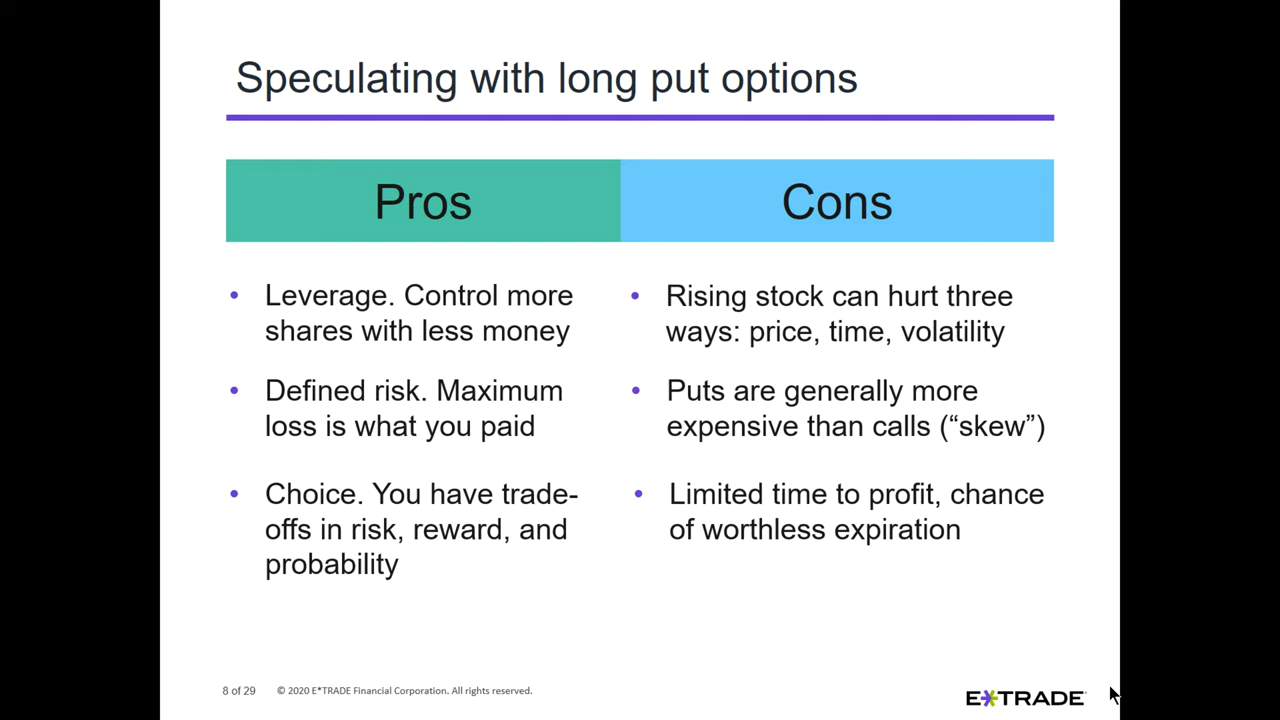 Speculating with long put options
Pros
Cons
• Leverage. Control more
shares with less money
• Defined risk. Maximum
loss is what you paid
• Choice. You have trade-
offs in risk, reward, and
probability
• Rising stock can hurt three
ways: price, time, volatility
• Puts are generally more
expensive than calls (“skew”)
• Limited time to profit, chance
of worthless expiration
8 of 29
© 2020 E*TRADE Financial Corporation. All rights reserved.
E*TRADE